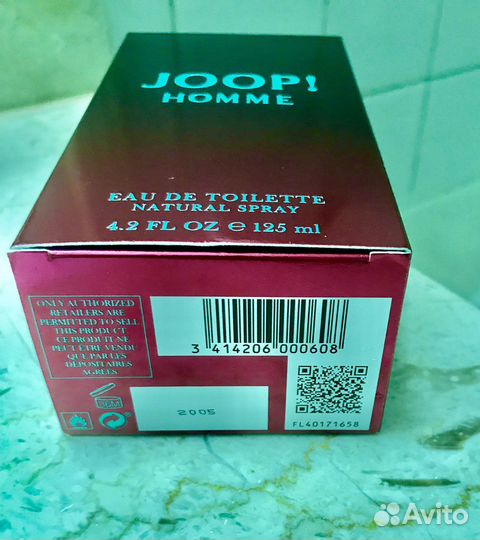 JOOP!
HOMME
EAU DE TOILETTE
NATURAL SPRAY
4.2 FL OZ e 125 ml
ONLY AUTHORIZED
RETAILERS ARE
PERMITTED TO SELL
THIS PRODUCT
CE PRODUIT NE
PEUT ÊTRE VENDU
QUE PAR LES
DÉPOSITAIRES
AGRÉÉS
3 414206 000608
36M
2005
FL40171658
Avito